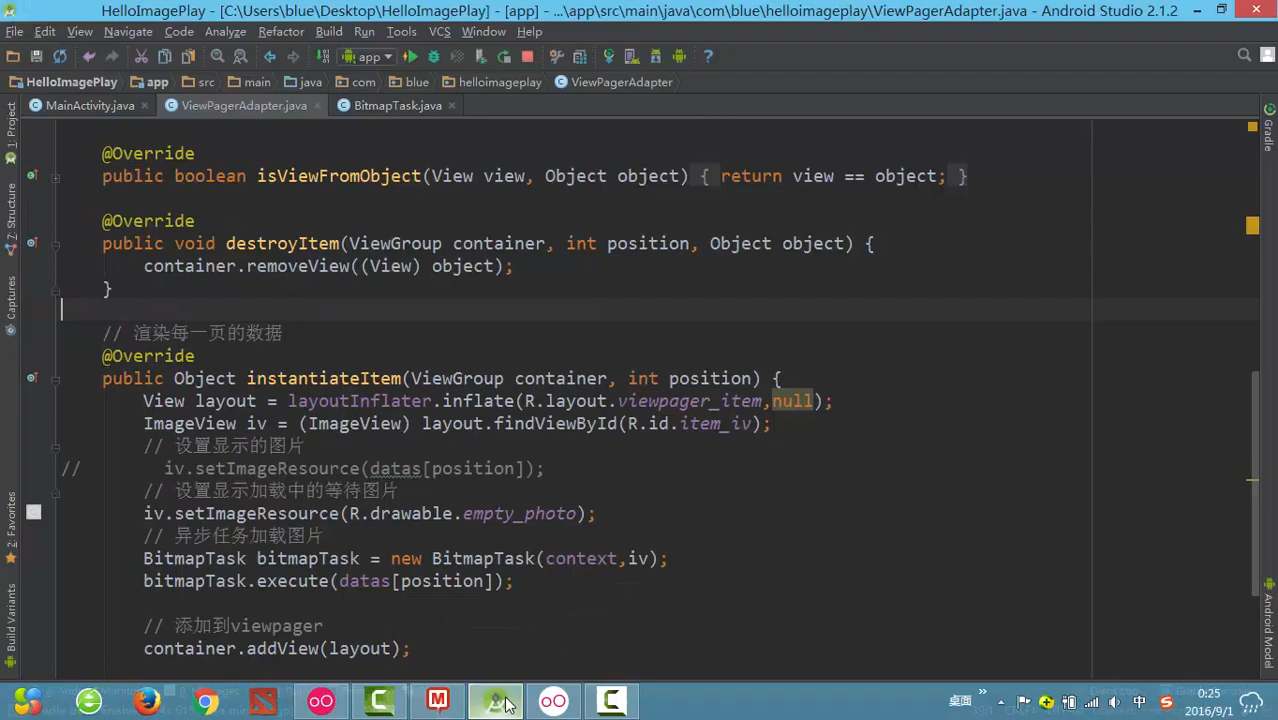 HelloImagePlay - [C:\Users\blue\Desktop\HelloImagePlay] - [app] - ...\app\src\main\java\com\blue\helloimageplay\ViewPagerAdapter.java - Android Studio 2.1.2
File Edit View Navigate Code Analyze Refactor Build Run Tools VCS Window Help
app
HelloImagePlay app src main java com blue helloimageplay ViewPagerAdapter
MainActivity.java ViewPagerAdapter.java BitmapTask.java
1: Project
7: Structure
Captures
2: Favorites
Build Variants
Gradle
Android Model
@Override
public boolean isViewFromObject(View view, Object object) { return view == object; }
@Override
public void destroyItem(ViewGroup container, int position, Object object) {
container.removeView((View) object);
}
// 渲染每一页的数据
@Override
public Object instantiateItem(ViewGroup container, int position) {
View layout = layoutInflater.inflate(R.layout.viewpager_item,null);
ImageView iv = (ImageView) layout.findViewById(R.id.item_iv);
// 设置显示的图片
// iv.setImageResource(datas[position]);
// 设置显示加载中的等待图片
iv.setImageResource(R.drawable.empty_photo);
// 异步任务加载图片
BitmapTask bitmapTask = new BitmapTask(context,iv);
bitmapTask.execute(datas[position]);
// 添加到viewpager
container.addView(layout);
桌面 » 中 0:25
2016/9/1